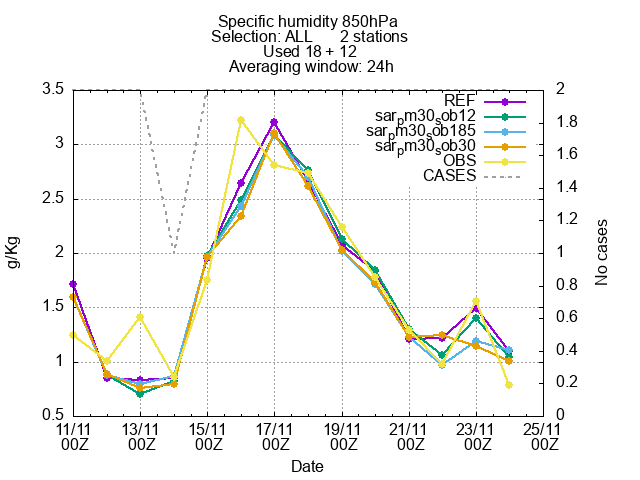 Specific humidity 850hPa
Selection: ALL 2 stations
Used 18 + 12
Averaging window: 24h
REF
sarpm30sob12
sarpm30sob185
sarpm30sob30
OBS
CASES
3.5
3
2.5
2
1.5
1
0.5
g/Kg
2
1.8
1.6
1.4
1.2
1
0.8
0.6
0.4
0.2
0
No cases
11/11 13/11 15/11 17/11 19/11 21/11 23/11 25/11
00Z 00Z 00Z 00Z 00Z 00Z 00Z 00Z
Date